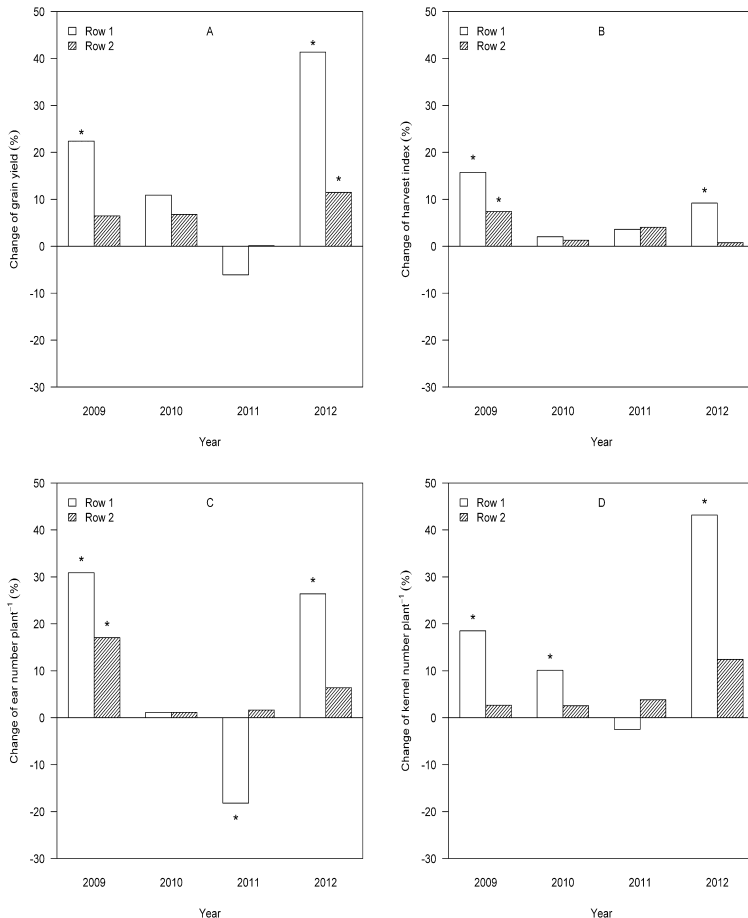 A
Row 1
Row 2
Change of grain yield (%)
50
40
30
20
10
0
-10
-20
-30
*
*
*
2009 2010 2011 2012
Year
B
Row 1
Row 2
Change of harvest index (%)
50
40
30
20
10
0
-10
-20
-30
*
*
*
2009 2010 2011 2012
Year
C
Row 1
Row 2
Change of ear number plant⁻¹ (%)
50
40
30
20
10
0
-10
-20
-30
*
*
*
*
2009 2010 2011 2012
Year
D
Row 1
Row 2
Change of kernel number plant⁻¹ (%)
50
40
30
20
10
0
-10
-20
-30
*
*
*
2009 2010 2011 2012
Year